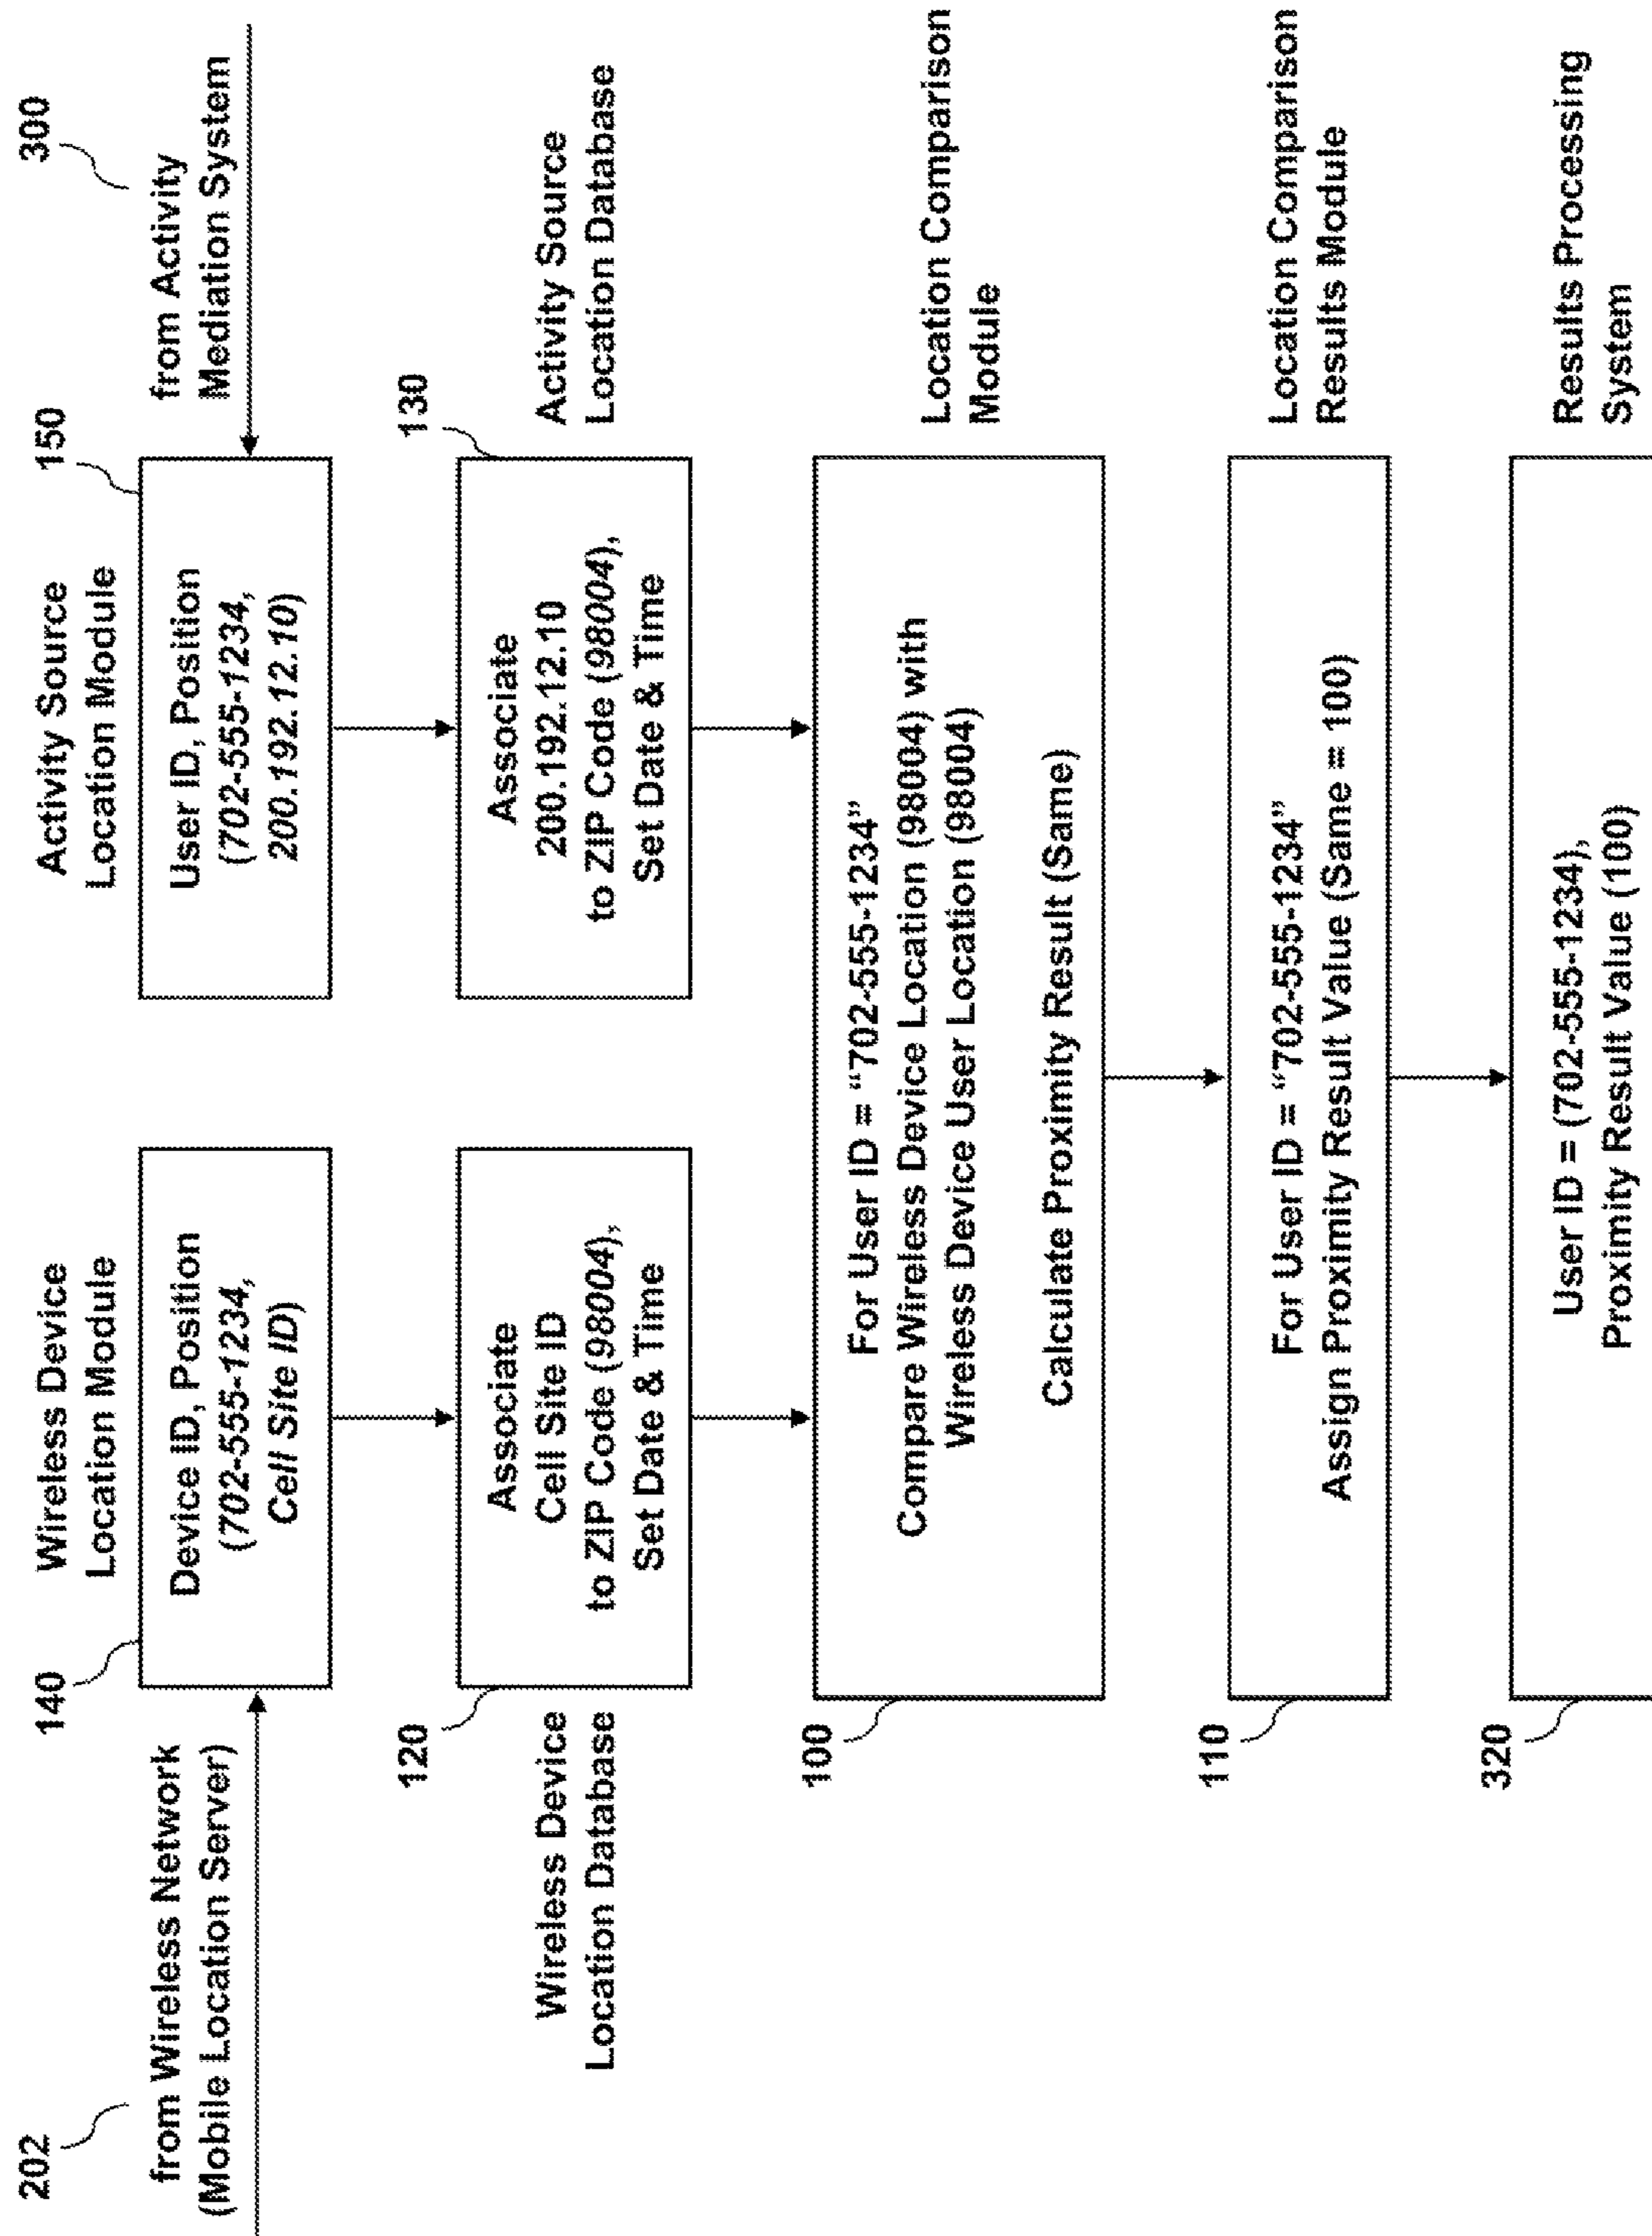 202
from Wireless Network
(Mobile Location Server)
140
Wireless Device
Location Module
Device ID, Position
(702-555-1234,
Cell Site ID)
Activity Source
Location Module
150
User ID, Position
(702-555-1234,
200.192.12.10)
300
from Activity
Mediation System
Wireless Device
Location Database
120
Associate
Cell Site ID
to ZIP Code (98004),
Set Date & Time
Associate
200.192.12.10
to ZIP Code (98004),
Set Date & Time
130
Activity Source
Location Database
100
For User ID = “702-555-1234”
Compare Wireless Device Location (98004) with
Wireless Device User Location (98004)
Calculate Proximity Result (Same)
Location Comparison
Module
110
For User ID = “702-555-1234”
Assign Proximity Result Value (Same = 100)
Location Comparison
Results Module
320
User ID = (702-555-1234),
Proximity Result Value (100)
Results Processing
System